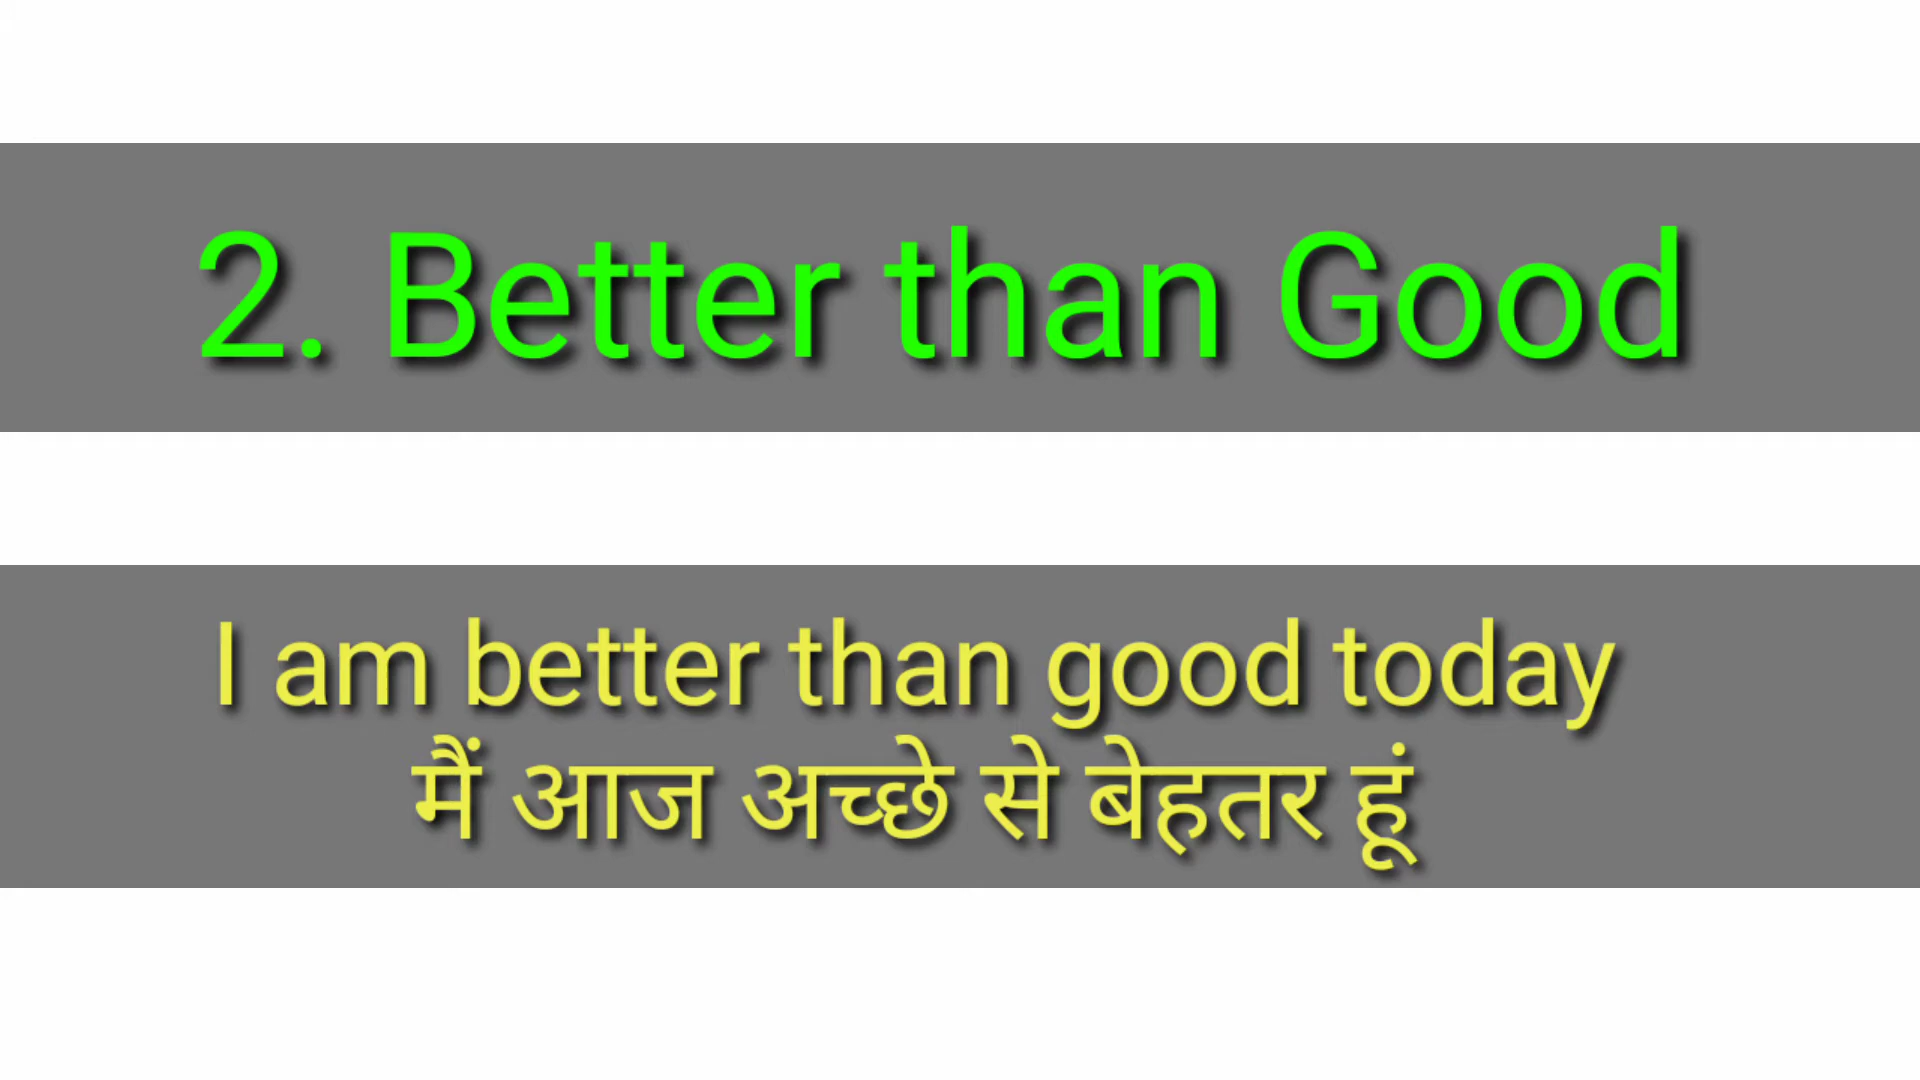 2. Better than Good
I am better than good today
मैं आज अच्छे से बेहतर हूं